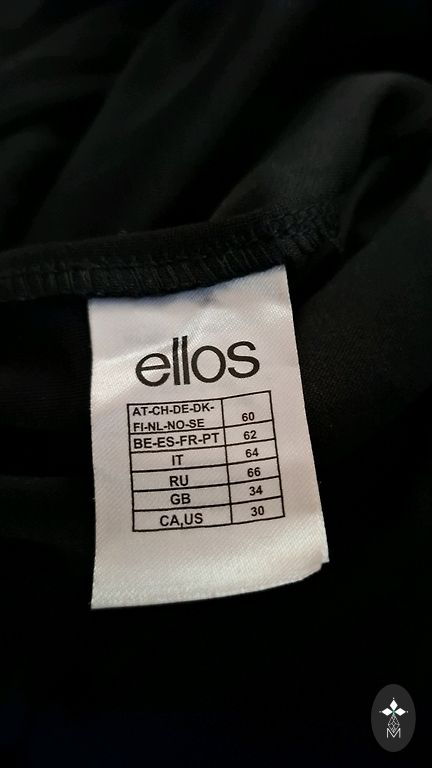 ellos
AT-CH-DE-DK-
FI-NL-NO-SE 60
BE-ES-FR-PT 62
IT 64
RU 66
GB 34
CA,US 30
M